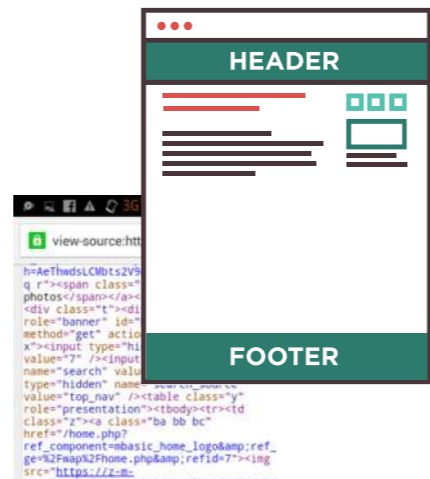 HEADER
FOOTER
3G
view-source:htt
h=AeThwdsLCMbts2V9
q r"><span class="
photos</span></a><
<div class="t"><di
role="banner" id="
method="get" actio
x"><input type="hi
value="7" /><input
name="search" valu
type="hidden" name="search_source"
value="top_nav" /><table class="y"
role="presentation"><tbody><tr><td
class="z"><a class="ba bb bc"
href="/home.php?
ref_component=mbasic_home_logo&amp;ref_
ge=%2Fwap%2Fhome.php&amp;refid=7"><img
src="https://z-m-